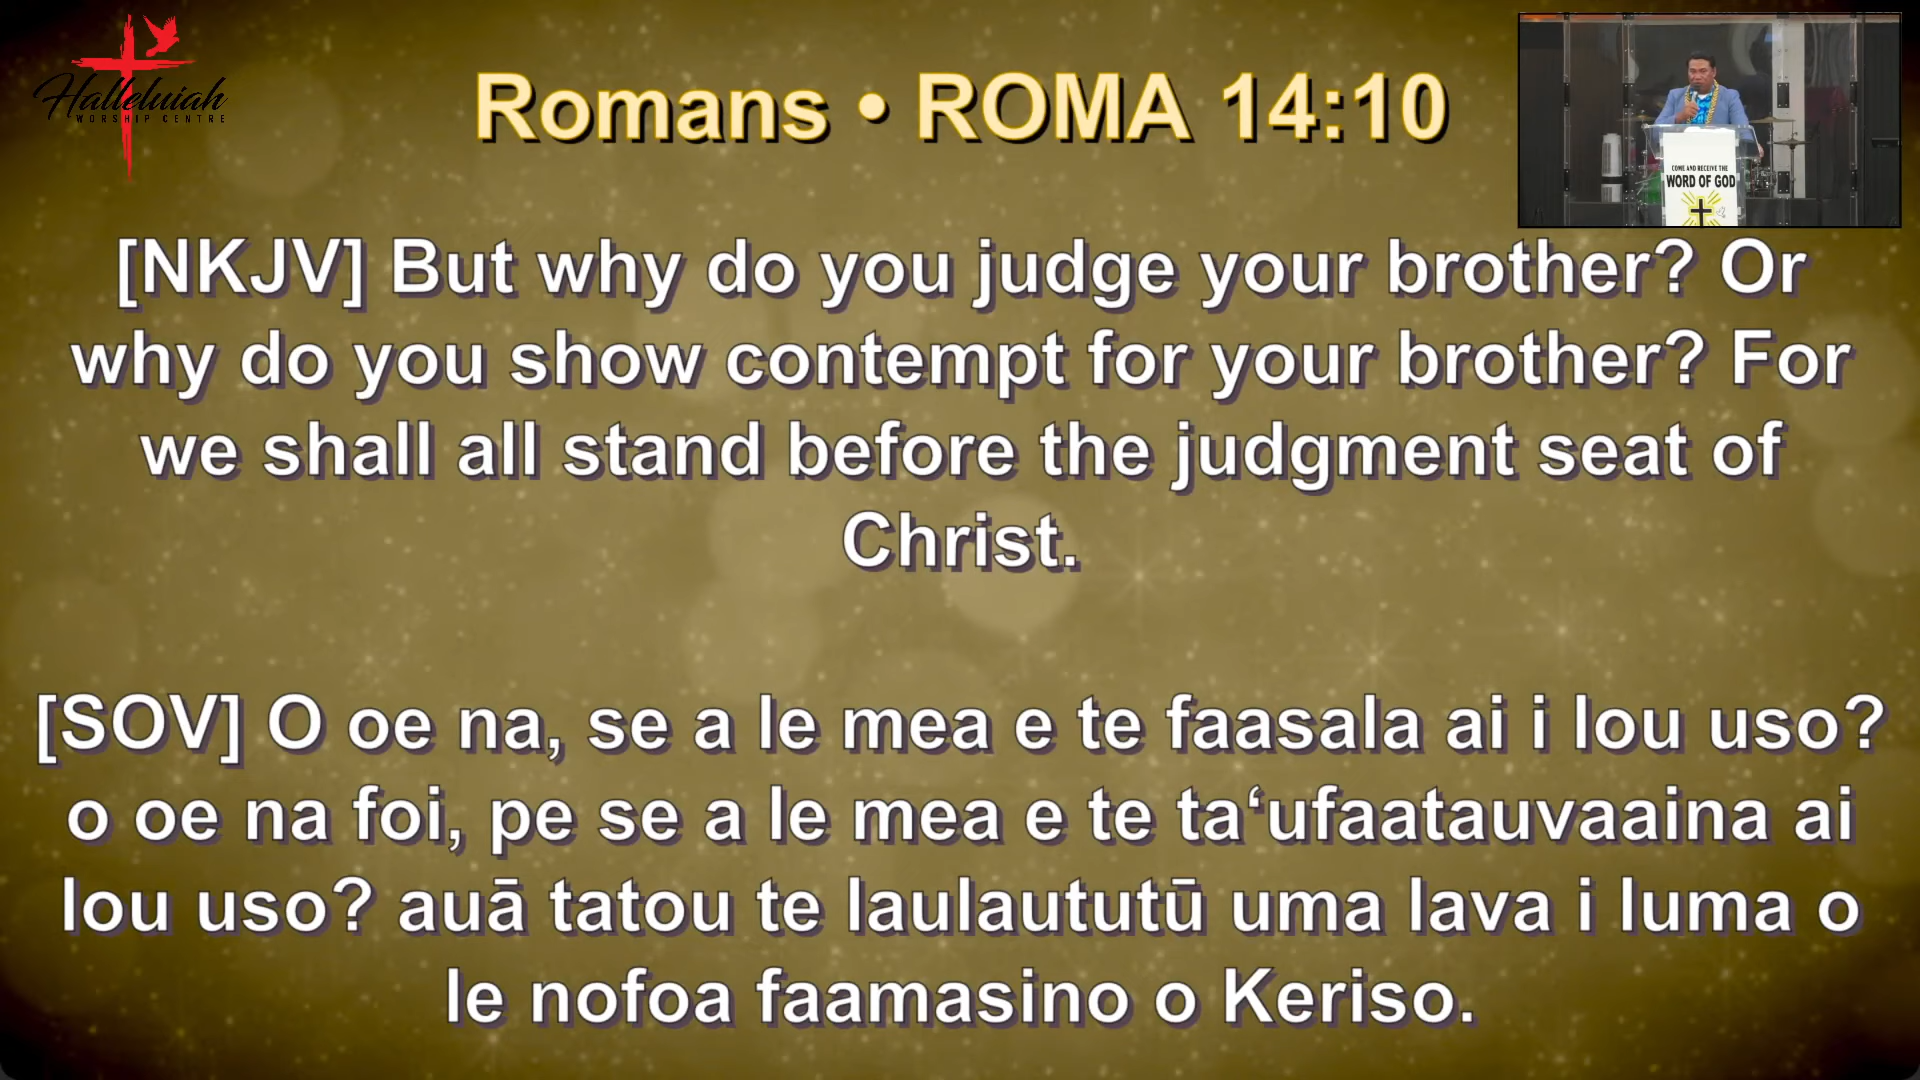 Halleluiah
WORSHIP CENTRE
Romans • ROMA 14:10
COME AND RECEIVE THE
WORD OF GOD
[NKJV] But why do you judge your brother? Or
why do you show contempt for your brother? For
we shall all stand before the judgment seat of
Christ.
[SOV] O oe na, se a le mea e te faasala ai i lou uso?
o oe na foi, pe se a le mea e te ta‘ufaatauvaaina ai
lou uso? auā tatou te laulaututū uma lava i luma o
le nofoa faamasino o Keriso.